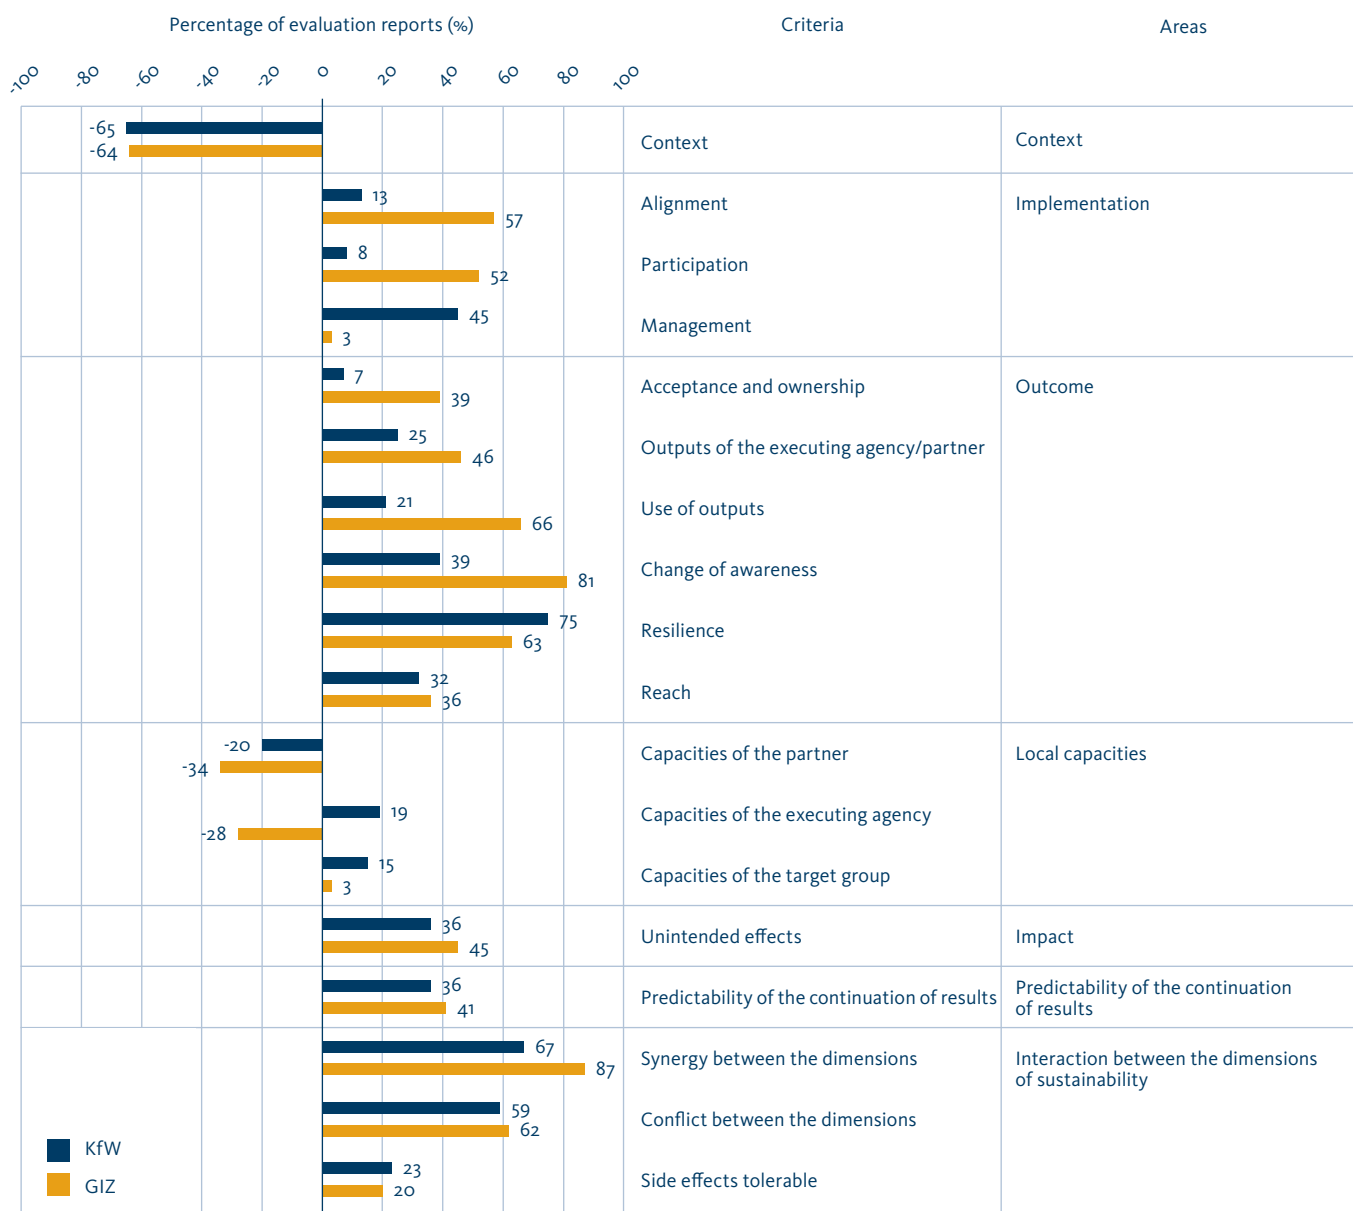 Percentage of evaluation reports (%)
Criteria
Areas
-100
-80
-60
-40
-20
0
20
40
60
80
100
-65
-64
Context
Context
13
57
Alignment
Implementation
8
52
Participation
45
3
Management
7
39
Acceptance and ownership
Outcome
25
46
Outputs of the executing agency/partner
21
66
Use of outputs
39
81
Change of awareness
75
63
Resilience
32
36
Reach
-20
-34
Capacities of the partner
Local capacities
19
-28
Capacities of the executing agency
15
3
Capacities of the target group
36
45
Unintended effects
Impact
36
41
Predictability of the continuation of results
Predictability of the continuation
of results
67
87
Synergy between the dimensions
Interaction between the dimensions
of sustainability
59
62
Conflict between the dimensions
23
20
Side effects tolerable
KfW
GIZ